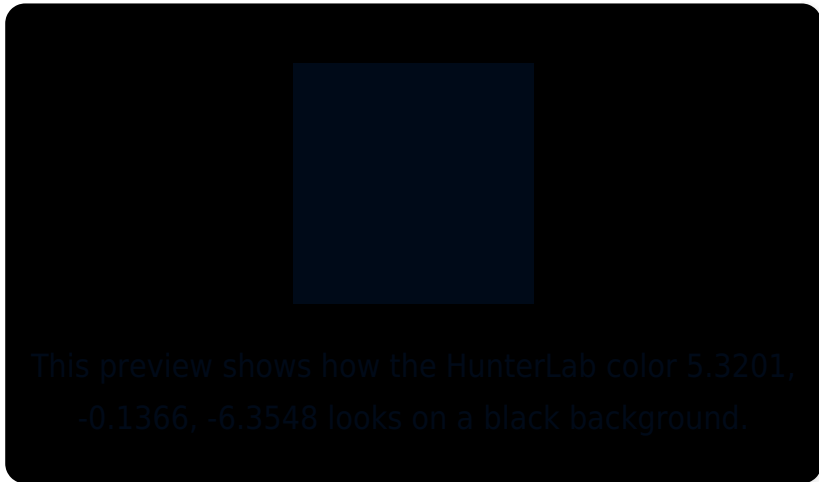 This preview shows how the HunterLab color 5.3201,
-0.1366, -6.3548 looks on a black background.